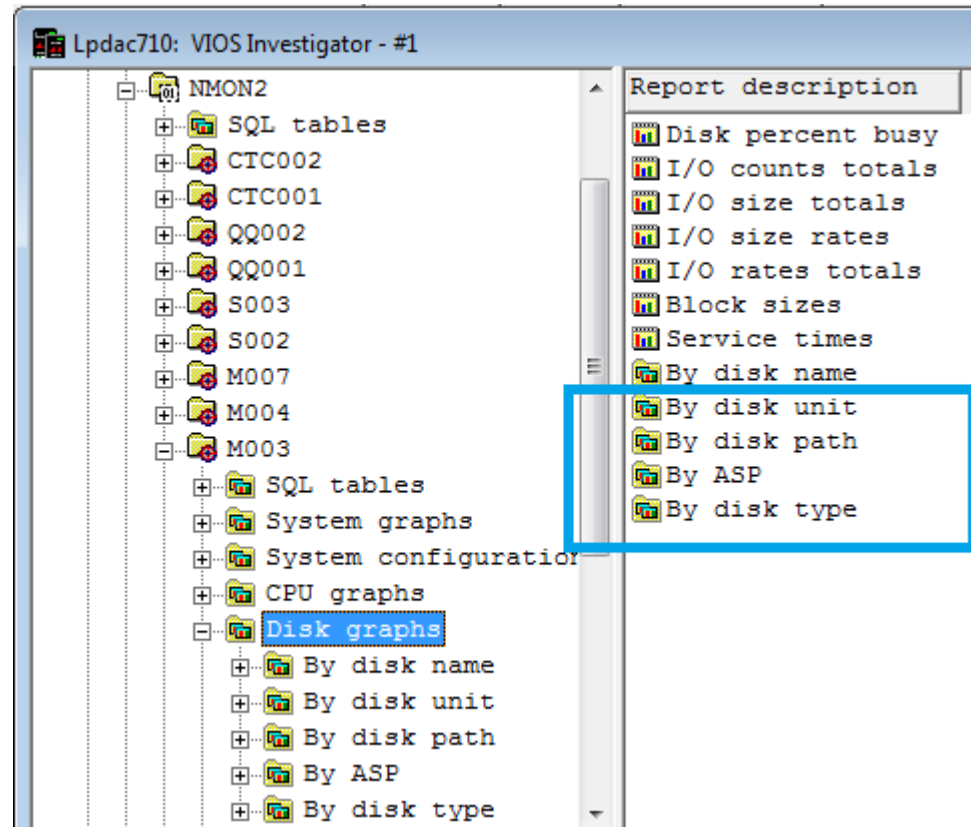 Lpdac710: VIOS Investigator - #1
NMON2
SQL tables
CTC002
CTC001
QQ002
QQ001
S003
S002
M007
M004
M003
SQL tables
System graphs
System configuration
CPU graphs
Disk graphs
By disk name
By disk unit
By disk path
By ASP
By disk type
Report description
Disk percent busy
I/O counts totals
I/O size totals
I/O size rates
I/O rates totals
Block sizes
Service times
By disk name
By disk unit
By disk path
By ASP
By disk type